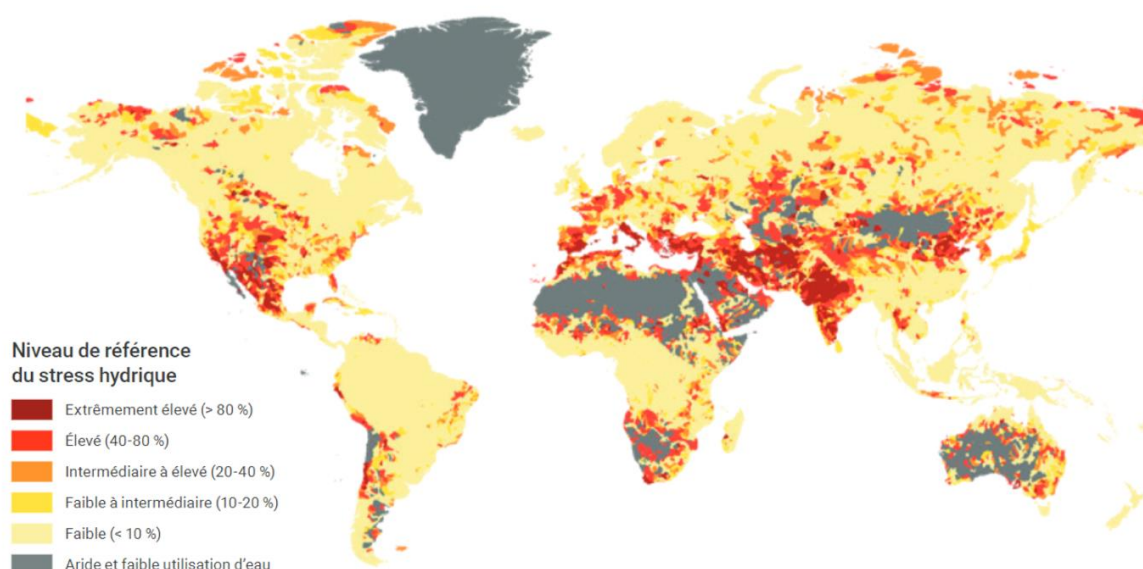 Niveau de référence
du stress hydrique
Extrêmement élevé (> 80 %)
Élevé (40-80 %)
Intermédiaire à élevé (20-40 %)
Faible à intermédiaire (10-20 %)
Faible (< 10 %)
Aride et faible utilisation d’eau